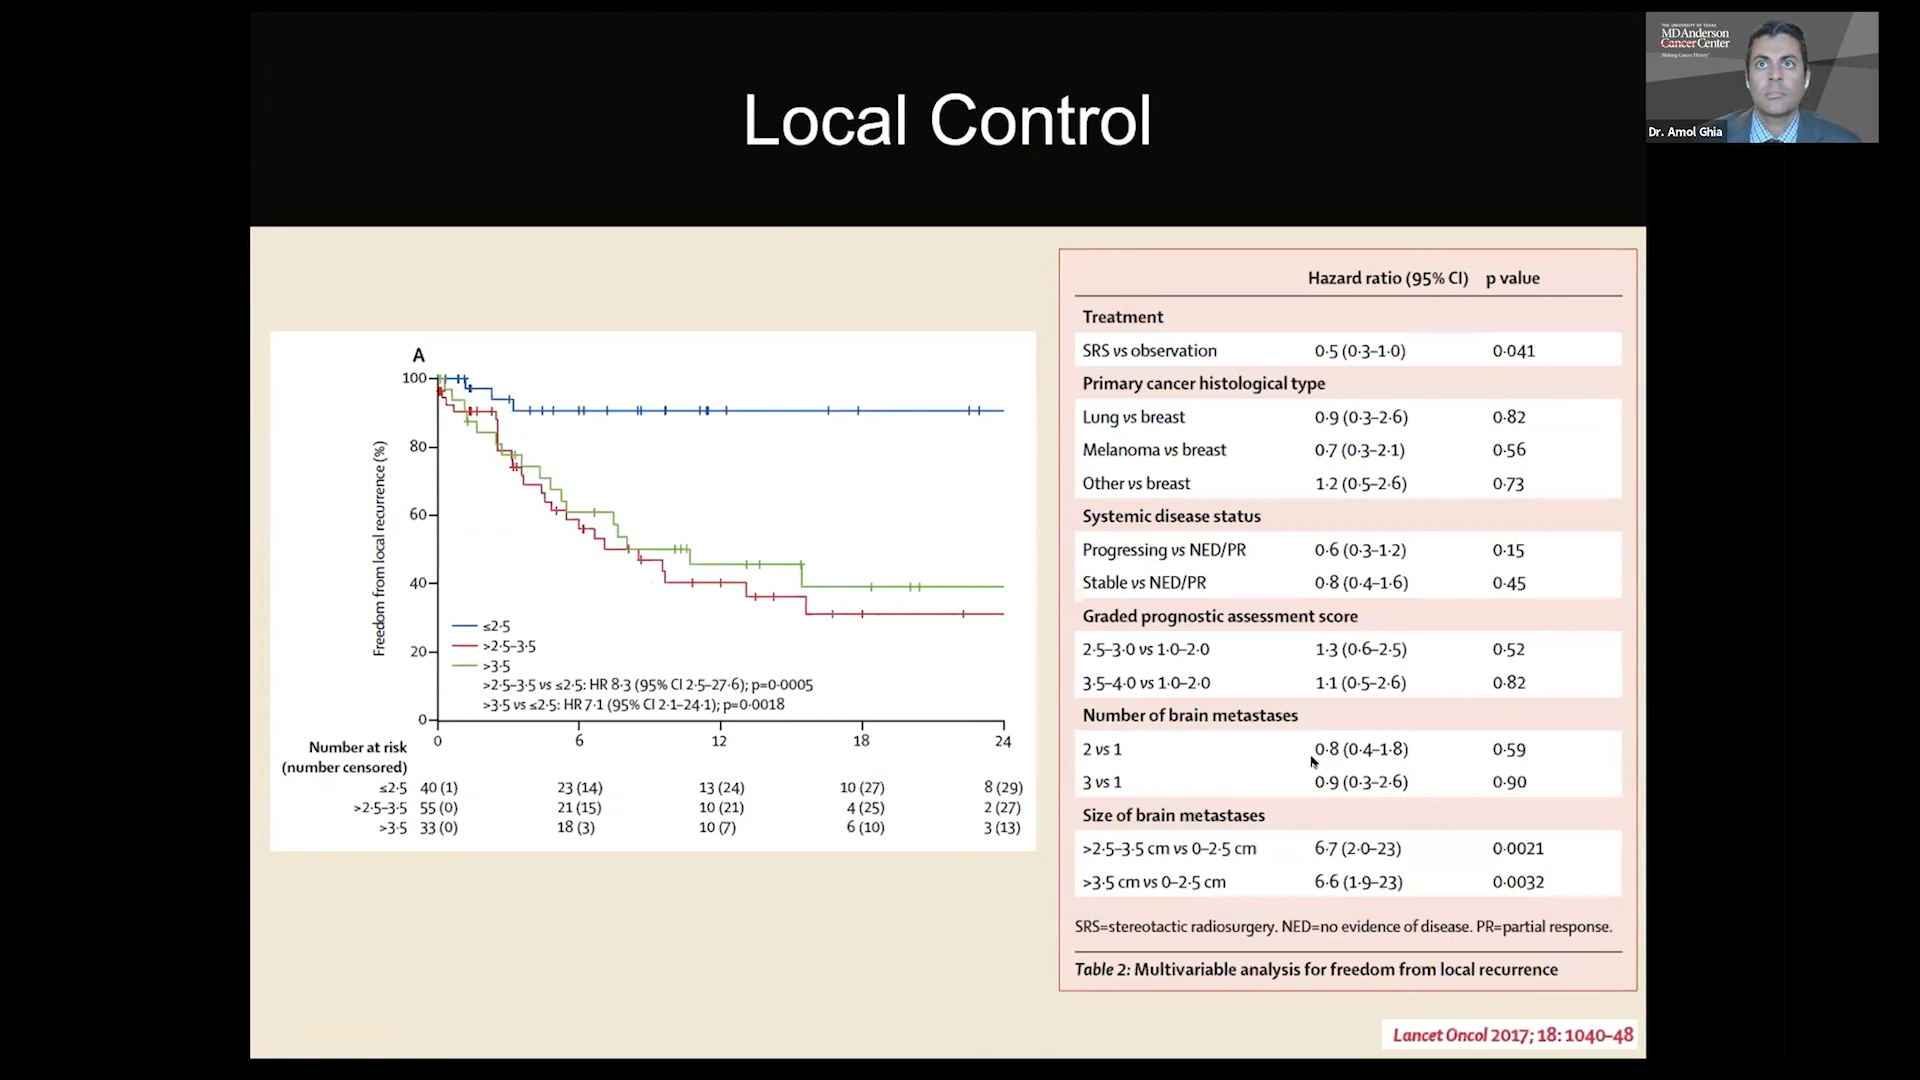 THE UNIVERSITY OF TEXAS
MD Anderson
Cancer Center
Making Cancer History
Dr. Amol Ghia
Local Control
A
Freedom from local recurrence (%)
100
80
60
40
20
0
≤2·5
>2·5–3·5
>3·5
>2·5–3·5 vs ≤2·5: HR 8·3 (95% CI 2·5–27·6); p=0·0005
>3·5 vs ≤2·5: HR 7·1 (95% CI 2·1–24·1); p=0·0018
0 6 12 18 24
Number at risk
(number censored)
≤2·5 40 (1) 23 (14) 13 (24) 10 (27) 8 (29)
>2·5–3·5 55 (0) 21 (15) 10 (21) 4 (25) 2 (27)
>3·5 33 (0) 18 (3) 10 (7) 6 (10) 3 (13)
Hazard ratio (95% CI) p value
Treatment
SRS vs observation 0·5 (0·3–1·0) 0·041
Primary cancer histological type
Lung vs breast 0·9 (0·3–2·6) 0·82
Melanoma vs breast 0·7 (0·3–2·1) 0·56
Other vs breast 1·2 (0·5–2·6) 0·73
Systemic disease status
Progressing vs NED/PR 0·6 (0·3–1·2) 0·15
Stable vs NED/PR 0·8 (0·4–1·6) 0·45
Graded prognostic assessment score
2·5–3·0 vs 1·0–2·0 1·3 (0·6–2·5) 0·52
3·5–4·0 vs 1·0–2·0 1·1 (0·5–2·6) 0·82
Number of brain metastases
2 vs 1 0·8 (0·4–1·8) 0·59
3 vs 1 0·9 (0·3–2·6) 0·90
Size of brain metastases
>2·5–3·5 cm vs 0–2·5 cm 6·7 (2·0–23) 0·0021
>3·5 cm vs 0–2·5 cm 6·6 (1·9–23) 0·0032
SRS=stereotactic radiosurgery. NED=no evidence of disease. PR=partial response.
Table 2: Multivariable analysis for freedom from local recurrence
Lancet Oncol 2017; 18: 1040–48